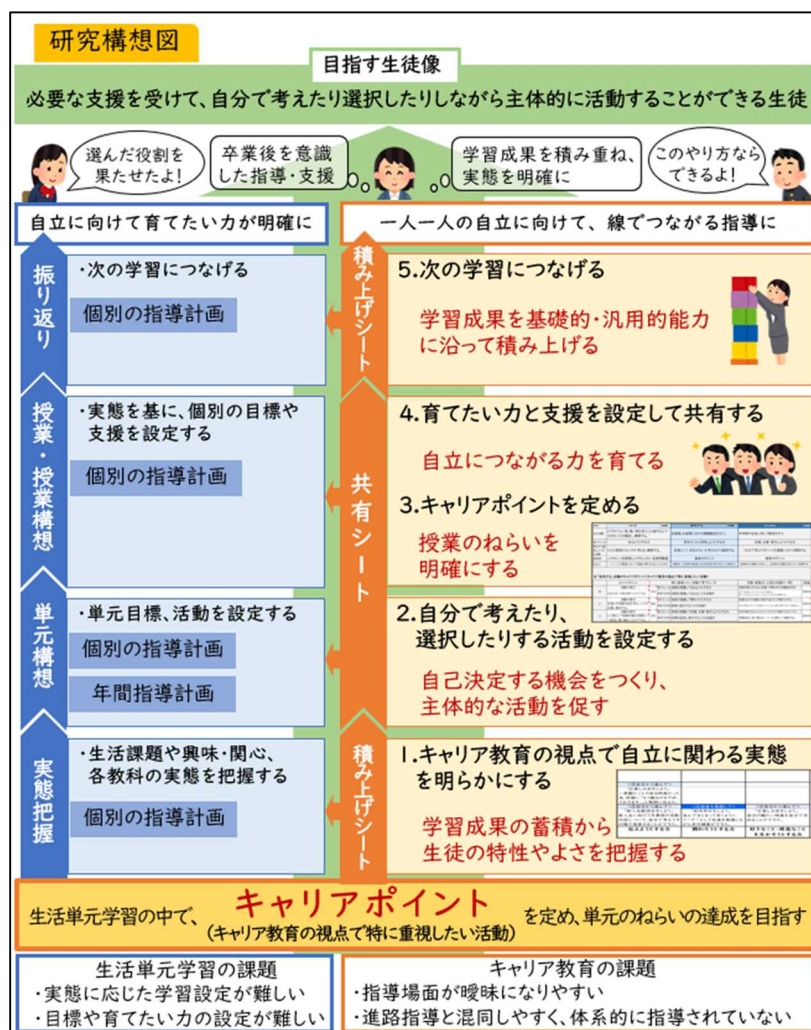 研究構想図
目指す生徒像
必要な支援を受けて、自分で考えたり選択したりしながら主体的に活動することができる生徒
選んだ役割を
果たせたよ!
卒業後を意識
した指導・支援
学習成果を積み重ね、
実態を明確に
このやり方なら
できるよ!
自立に向けて育てたい力が明確に
一人一人の自立に向けて、線でつながる指導に
振り返り
・次の学習につなげる
個別の指導計画
積み上げシート
5.次の学習につなげる
学習成果を基礎的・汎用的能力
に沿って積み上げる
授業・授業構想
・実態を基に、個別の目標や
支援を設定する
個別の指導計画
共有シート
4.育てたい力と支援を設定して共有する
自立につながる力を育てる
3.キャリアポイントを定める
授業のねらいを
明確にする
単元構想
・単元目標、活動を設定する
個別の指導計画
年間指導計画
2.自分で考えたり、
選択したりする活動を設定する
自己決定する機会をつくり、
主体的な活動を促す
実態把握
・生活課題や興味・関心、
各教科の実態を把握する
個別の指導計画
積み上げシート
1.キャリア教育の視点で自立に関わる実態
を明らかにする
学習成果の蓄積から
生徒の特性やよさを把握する
生活単元学習の中で、キャリアポイントを定め、単元のねらいの達成を目指す
(キャリア教育の視点で特に重視したい活動)
生活単元学習の課題
・実態に応じた学習設定が難しい
・目標や育てたい力の設定が難しい
キャリア教育の課題
・指導場面が曖昧になりやすい
・進路指導と混同しやすく、体系的に指導されていない